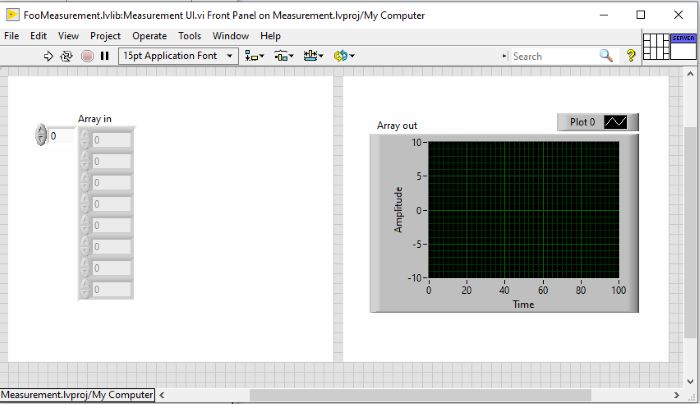 FooMeasurement.lvlib:Measurement UI.vi Front Panel on Measurement.lvproj/My Computer
File Edit View Project Operate Tools Window Help
15pt Application Font
Search
?
SERVER
Array in
0
0
0
0
0
0
0
0
0
Array out
Plot 0
Amplitude
10
5
0
-5
-10
0 20 40 60 80 100
Time
Measurement.lvproj/My Computer